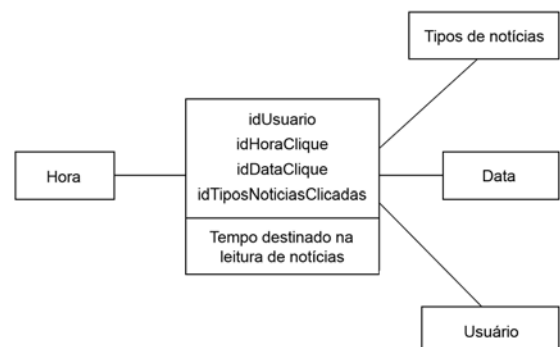 Tipos de notícias
idUsuario
idHoraClique
idDataClique
idTiposNoticiasClicadas
Hora
Data
Tempo destinado na
leitura de notícias
Usuário